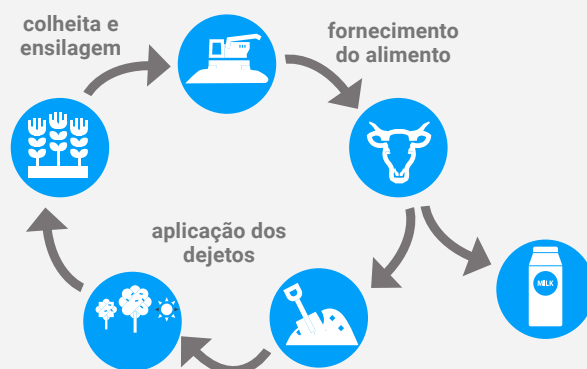 colheita e
ensilagem
fornecimento
do alimento
aplicação dos
dejetos
MILK